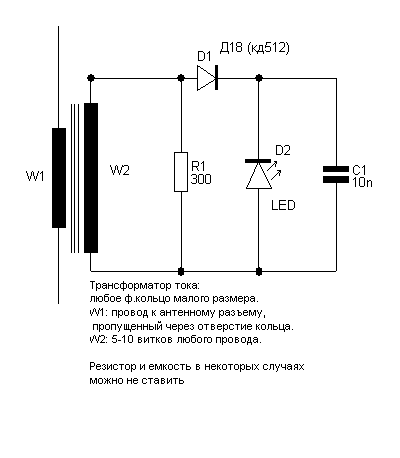 Д18 (кд512)
D1
W1
W2
R1
300
D2
LED
C1
10n
Трансформатор тока:
любое ф.кольцо малого размера.
W1: провод к антенному разъему,
пропущенный через отверстие кольца.
W2: 5-10 витков любого провода.
Резистор и емкость в некоторых случаях
можно не ставить